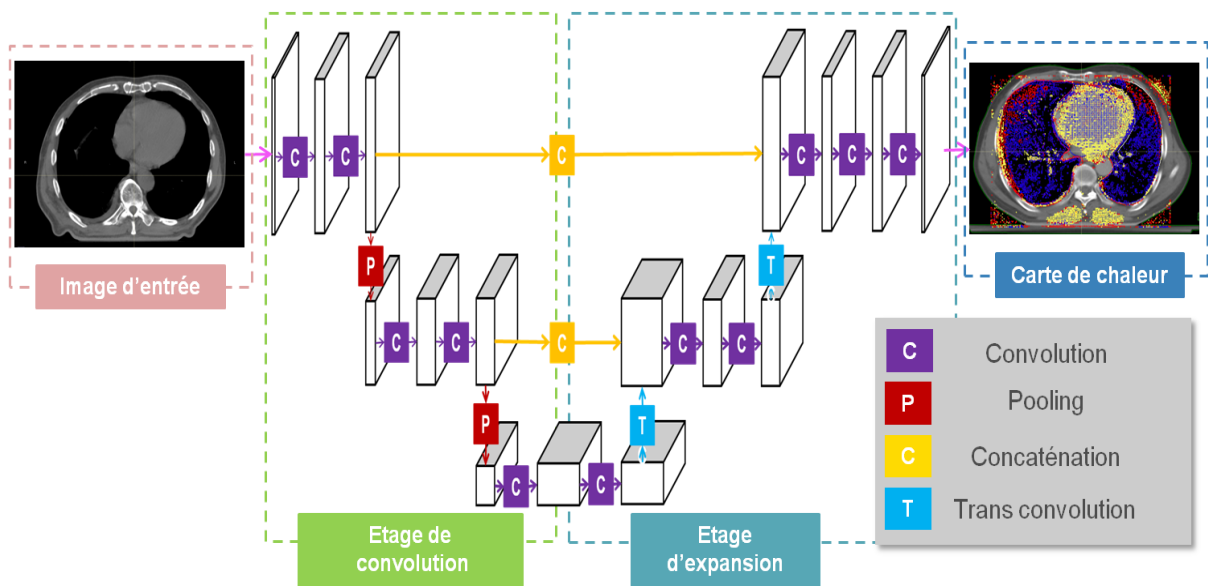 C
C
C
C
C
C
P
T
Image d'entrée
Carte de chaleur
C
C
C
C
C
P
T
C
C
Etage de
convolution
Etage
d'expansion
C Convolution
P Pooling
C Concaténation
T Trans convolution